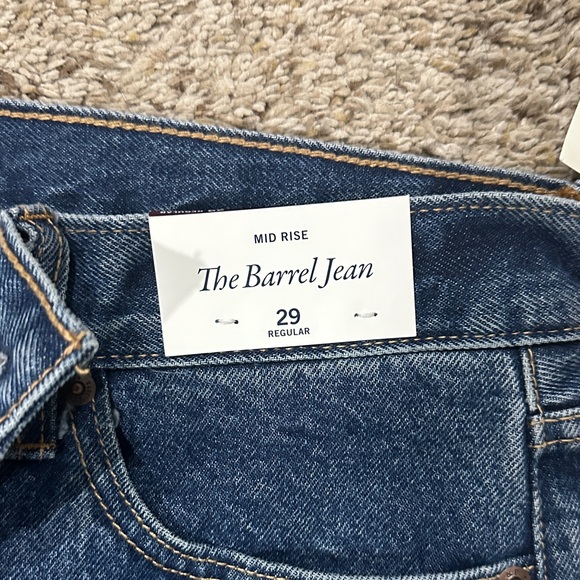 MID RISE
The Barrel Jean
29
REGULAR